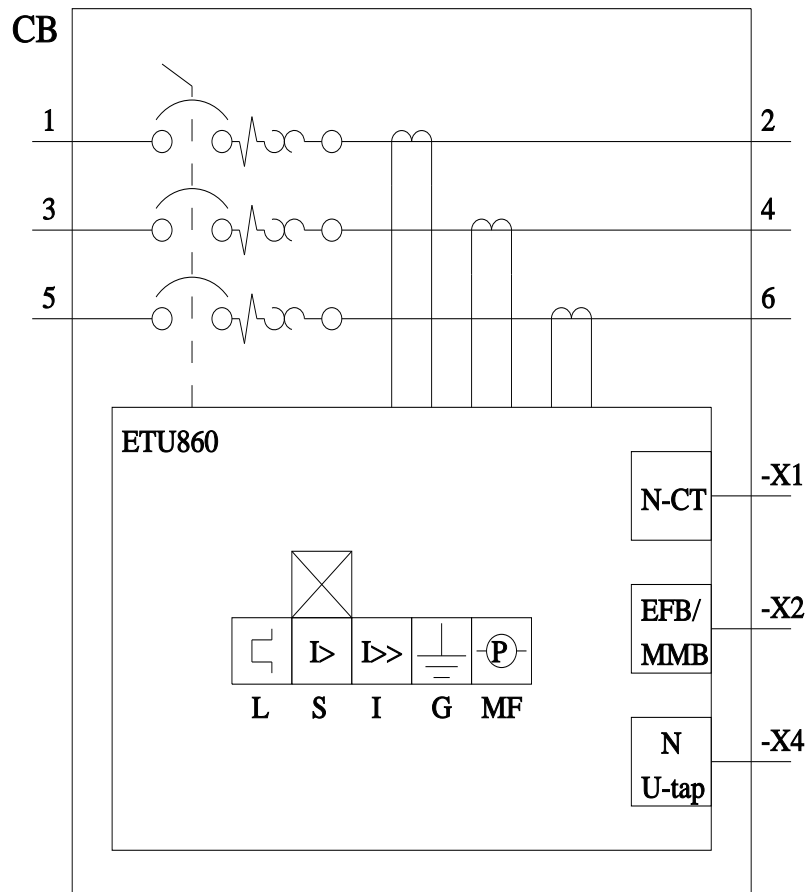 CB
1 2
3 4
5 6
ETU860
N-CT -X1
EFB/ -X2
MMB
I> I>> P
L S I G MF
N -X4
U-tap